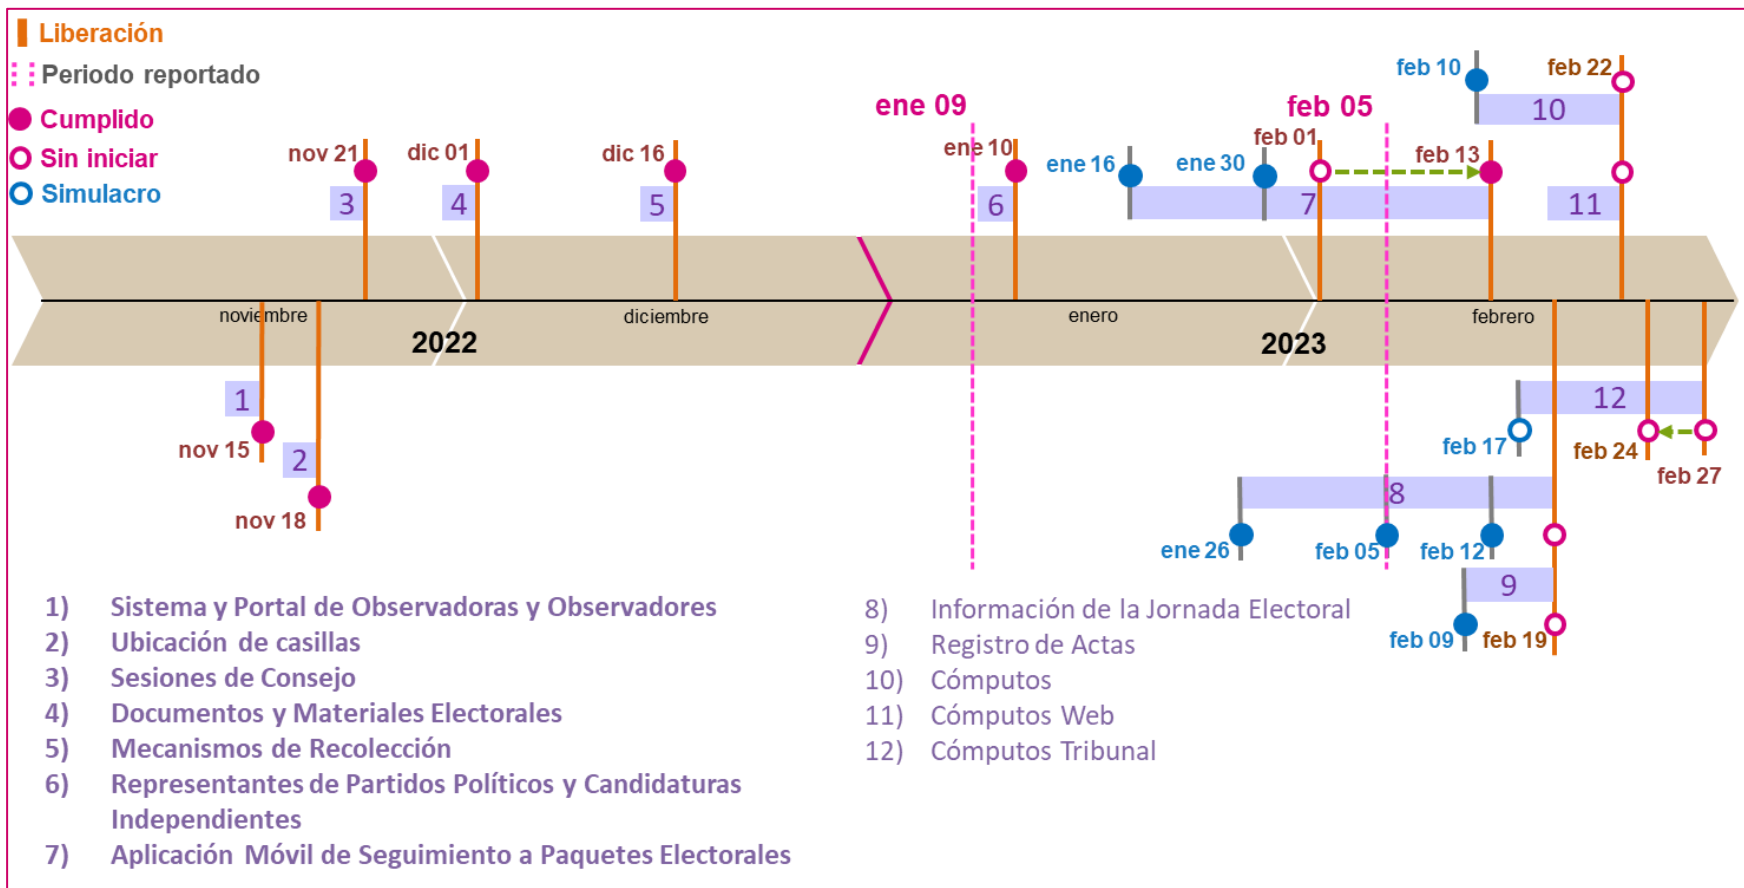 Liberación
Periodo reportado
Cumplido
Sin iniciar
Simulacro
nov 21
dic 01
dic 16
ene 09
ene 10
ene 16
ene 30
feb 01
feb 05
feb 13
feb 10
feb 22
3
4
5
6
7
10
11
noviembre
diciembre
enero
febrero
2022
2023
1
nov 15
2
nov 18
12
feb 17
feb 24
feb 27
8
ene 26
feb 05
feb 12
9
feb 09
feb 19
1) Sistema y Portal de Observadoras y Observadores
2) Ubicación de casillas
3) Sesiones de Consejo
4) Documentos y Materiales Electorales
5) Mecanismos de Recolección
6) Representantes de Partidos Políticos y Candidaturas
Independientes
7) Aplicación Móvil de Seguimiento a Paquetes Electorales
8) Información de la Jornada Electoral
9) Registro de Actas
10) Cómputos
11) Cómputos Web
12) Cómputos Tribunal